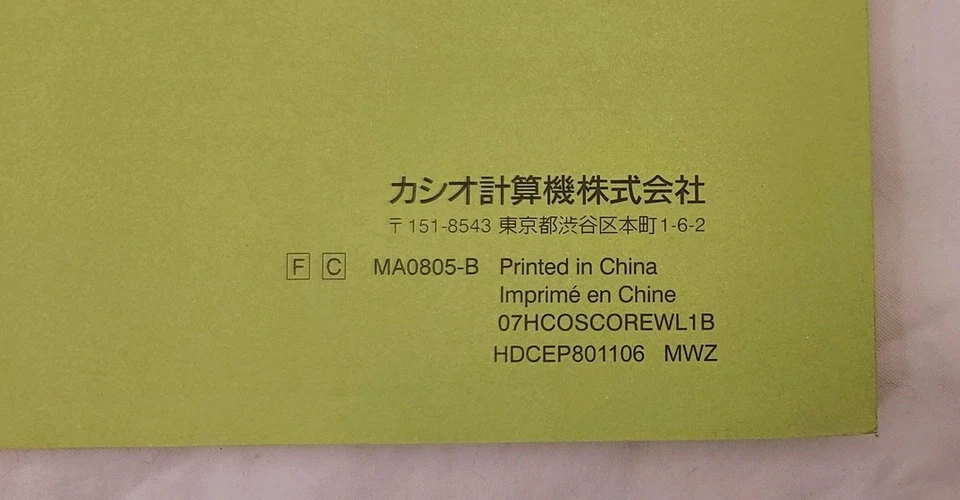 カシオ計算機株式会社
〒151-8543 東京都渋谷区本町1-6-2
F C MA0805-B Printed in China
Imprimé en Chine
07HCOSCOREWL1B
HDCEP801106 MWZ